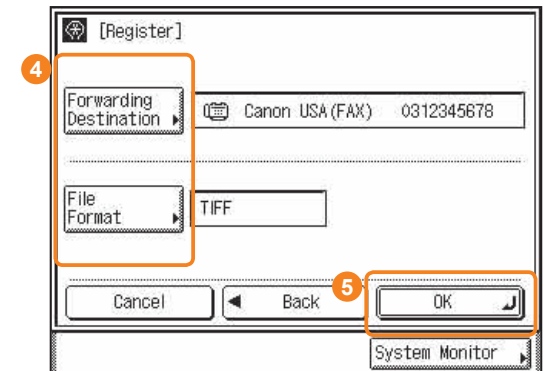 [Register]
4
Forwarding
Destination
Canon USA(FAX) 0312345678
File
Format
TIFF
5
Cancel
Back
OK
System Monitor